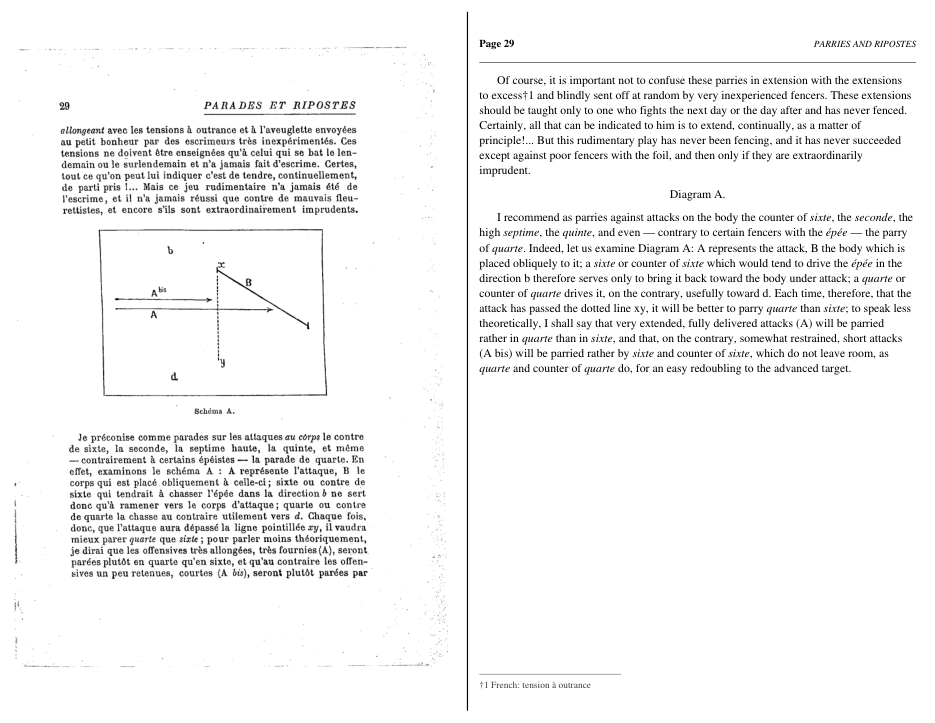 29
PARADES ET RIPOSTES
allongeant avec les tensions à outrance et à l'aveuglette envoyées
au petit bonheur par des escrimeurs très inexpérimentés. Ces
tensions ne doivent être enseignées qu'à celui qui se bat le len-
demain ou le surlendemain et n'a jamais fait d'escrime. Certes,
tout ce qu'on peut lui indiquer c'est de tendre, continuellement,
de parti pris !... Mais ce jeu rudimentaire n'a jamais été de
l'escrime, et il n'a jamais réussi que contre de mauvais fleu-
rettistes, et encore s'ils sont extraordinairement imprudents.
b
x
B
A bis
A
y
d
Schéma A.
Je préconise comme parades sur les attaques au corps le contre
de sixte, la seconde, la septime haute, la quinte, et même
— contrairement à certains épéistes — la parade de quarte. En
effet, examinons le schéma A : A représente l'attaque, B le
corps qui est placé obliquement à celle-ci ; sixte ou contre de
sixte qui tendrait à chasser l'épée dans la direction b ne sert
donc qu'à ramener vers le corps d'attaque ; quarte ou contre
de quarte la chasse au contraire utilement vers d. Chaque fois,
donc, que l'attaque aura dépassé la ligne pointillée xy, il vaudra
mieux parer quarte que sixte ; pour parler moins théoriquement,
je dirai que les offensives très allongées, très fournies (A), seront
parées plutôt en quarte qu'en sixte, et qu'au contraire les offen-
sives un peu retenues, courtes (A bis), seront plutôt parées par
Page 29
PARRIES AND RIPOSTES
Of course, it is important not to confuse these parries in extension with the extensions
to excess†1 and blindly sent off at random by very inexperienced fencers. These extensions
should be taught only to one who fights the next day or the day after and has never fenced.
Certainly, all that can be indicated to him is to extend, continually, as a matter of
principle!... But this rudimentary play has never been fencing, and it has never succeeded
except against poor fencers with the foil, and then only if they are extraordinarily
imprudent.
Diagram A.
I recommend as parries against attacks on the body the counter of sixte, the seconde, the
high septime, the quinte, and even — contrary to certain fencers with the épée — the parry
of quarte. Indeed, let us examine Diagram A: A represents the attack, B the body which is
placed obliquely to it; a sixte or counter of sixte which would tend to drive the épée in the
direction b therefore serves only to bring it back toward the body under attack; a quarte or
counter of quarte drives it, on the contrary, usefully toward d. Each time, therefore, that the
attack has passed the dotted line xy, it will be better to parry quarte than sixte; to speak less
theoretically, I shall say that very extended, fully delivered attacks (A) will be parried
rather in quarte than in sixte, and that, on the contrary, somewhat restrained, short attacks
(A bis) will be parried rather by sixte and counter of sixte, which do not leave room, as
quarte and counter of quarte do, for an easy redoubling to the advanced target.
†1 French: tension à outrance